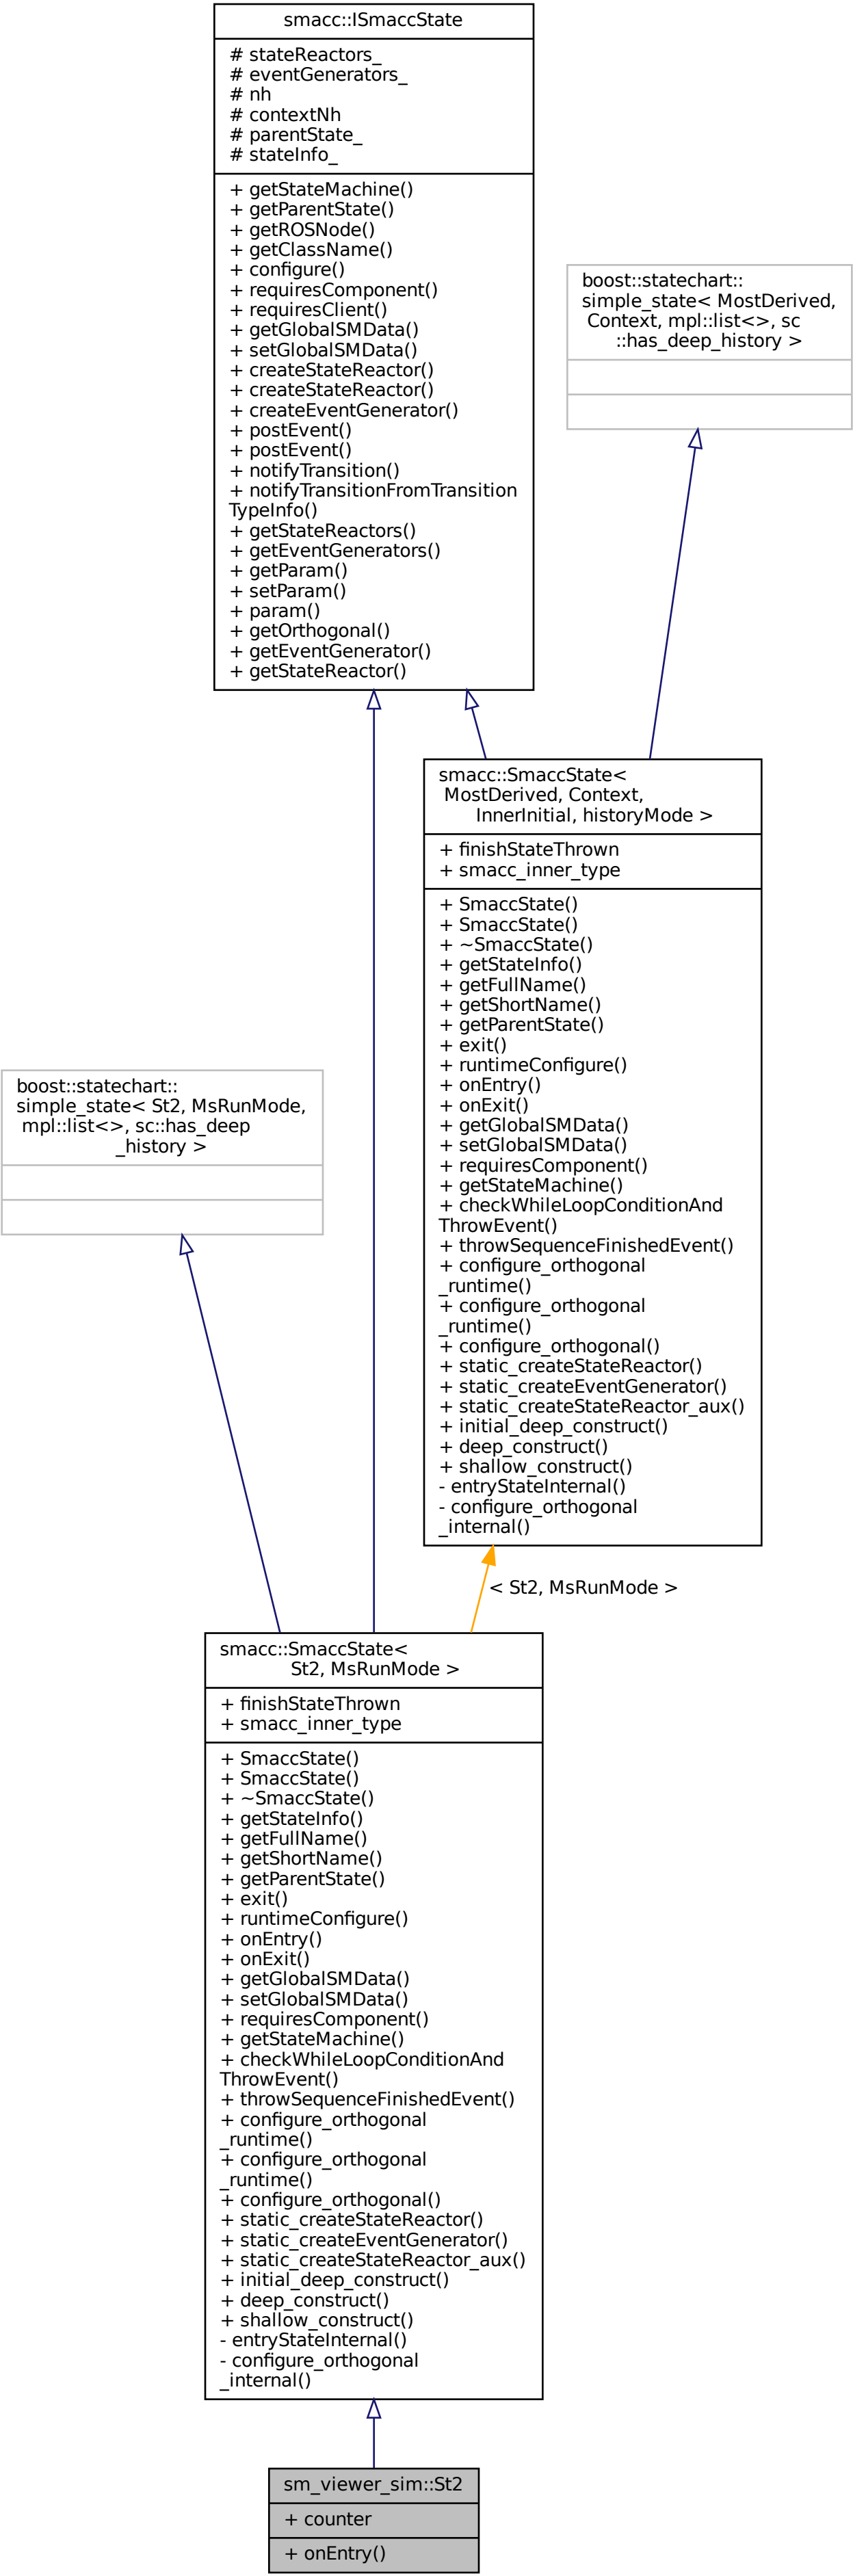 smacc::ISmaccState
# stateReactors_
# eventGenerators_
# nh
# contextNh
# parentState_
# stateInfo_
+ getStateMachine()
+ getParentState()
+ getROSNode()
+ getClassName()
+ configure()
+ requiresComponent()
+ requiresClient()
+ getGlobalSMData()
+ setGlobalSMData()
+ createStateReactor()
+ createStateReactor()
+ createEventGenerator()
+ postEvent()
+ postEvent()
+ notifyTransition()
+ notifyTransitionFromTransition
TypeInfo()
+ getStateReactors()
+ getEventGenerators()
+ getParam()
+ setParam()
+ param()
+ getOrthogonal()
+ getEventGenerator()
+ getStateReactor()
boost::statechart::
simple_state< MostDerived,
Context, mpl::list<>, sc
::has_deep_history >
smacc::SmaccState<
MostDerived, Context,
InnerInitial, historyMode >
+ finishStateThrown
+ smacc_inner_type
+ SmaccState()
+ SmaccState()
+ ~SmaccState()
+ getStateInfo()
+ getFullName()
+ getShortName()
+ getParentState()
+ exit()
+ runtimeConfigure()
+ onEntry()
+ onExit()
+ getGlobalSMData()
+ setGlobalSMData()
+ requiresComponent()
+ getStateMachine()
+ checkWhileLoopConditionAnd
ThrowEvent()
+ throwSequenceFinishedEvent()
+ configure_orthogonal
_runtime()
+ configure_orthogonal
_runtime()
+ configure_orthogonal()
+ static_createStateReactor()
+ static_createEventGenerator()
+ static_createStateReactor_aux()
+ initial_deep_construct()
+ deep_construct()
+ shallow_construct()
- entryStateInternal()
- configure_orthogonal
_internal()
boost::statechart::
simple_state< St2, MsRunMode,
mpl::list<>, sc::has_deep
_history >
< St2, MsRunMode >
smacc::SmaccState<
St2, MsRunMode >
+ finishStateThrown
+ smacc_inner_type
+ SmaccState()
+ SmaccState()
+ ~SmaccState()
+ getStateInfo()
+ getFullName()
+ getShortName()
+ getParentState()
+ exit()
+ runtimeConfigure()
+ onEntry()
+ onExit()
+ getGlobalSMData()
+ setGlobalSMData()
+ requiresComponent()
+ getStateMachine()
+ checkWhileLoopConditionAnd
ThrowEvent()
+ throwSequenceFinishedEvent()
+ configure_orthogonal
_runtime()
+ configure_orthogonal
_runtime()
+ configure_orthogonal()
+ static_createStateReactor()
+ static_createEventGenerator()
+ static_createStateReactor_aux()
+ initial_deep_construct()
+ deep_construct()
+ shallow_construct()
- entryStateInternal()
- configure_orthogonal
_internal()
sm_viewer_sim::St2
+ counter
+ onEntry()